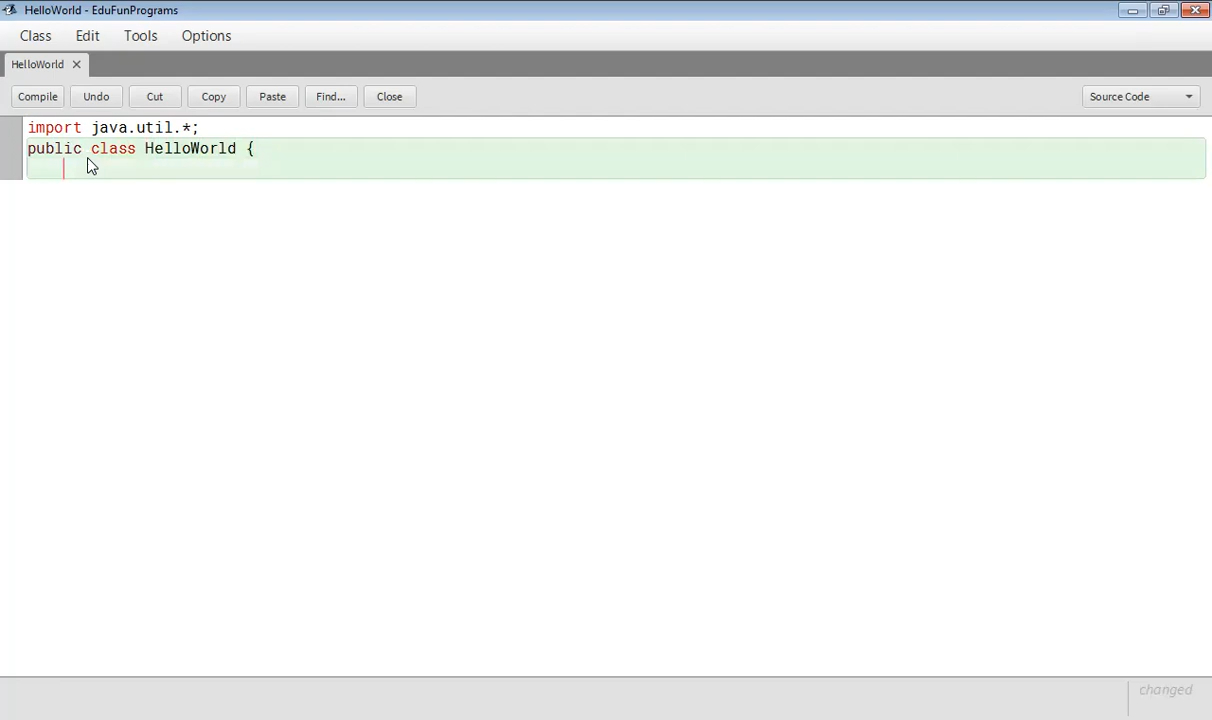 HelloWorld - EduFunPrograms
Class Edit Tools Options
HelloWorld
Compile Undo Cut Copy Paste Find... Close Source Code
import java.util.*;
public class HelloWorld {
changed